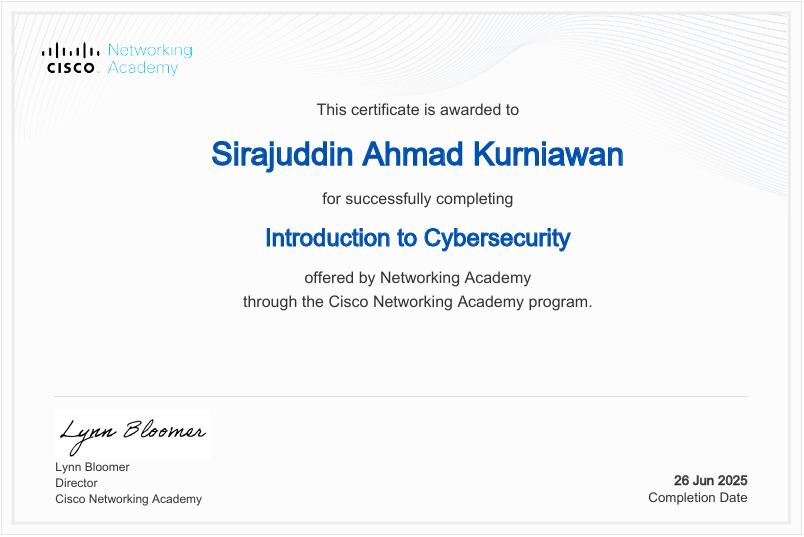 Networking
CISCO Academy
This certificate is awarded to
Sirajuddin Ahmad Kurniawan
for successfully completing
Introduction to Cybersecurity
offered by Networking Academy
through the Cisco Networking Academy program.
Lynn Bloomer
Lynn Bloomer
Director
Cisco Networking Academy
26 Jun 2025
Completion Date